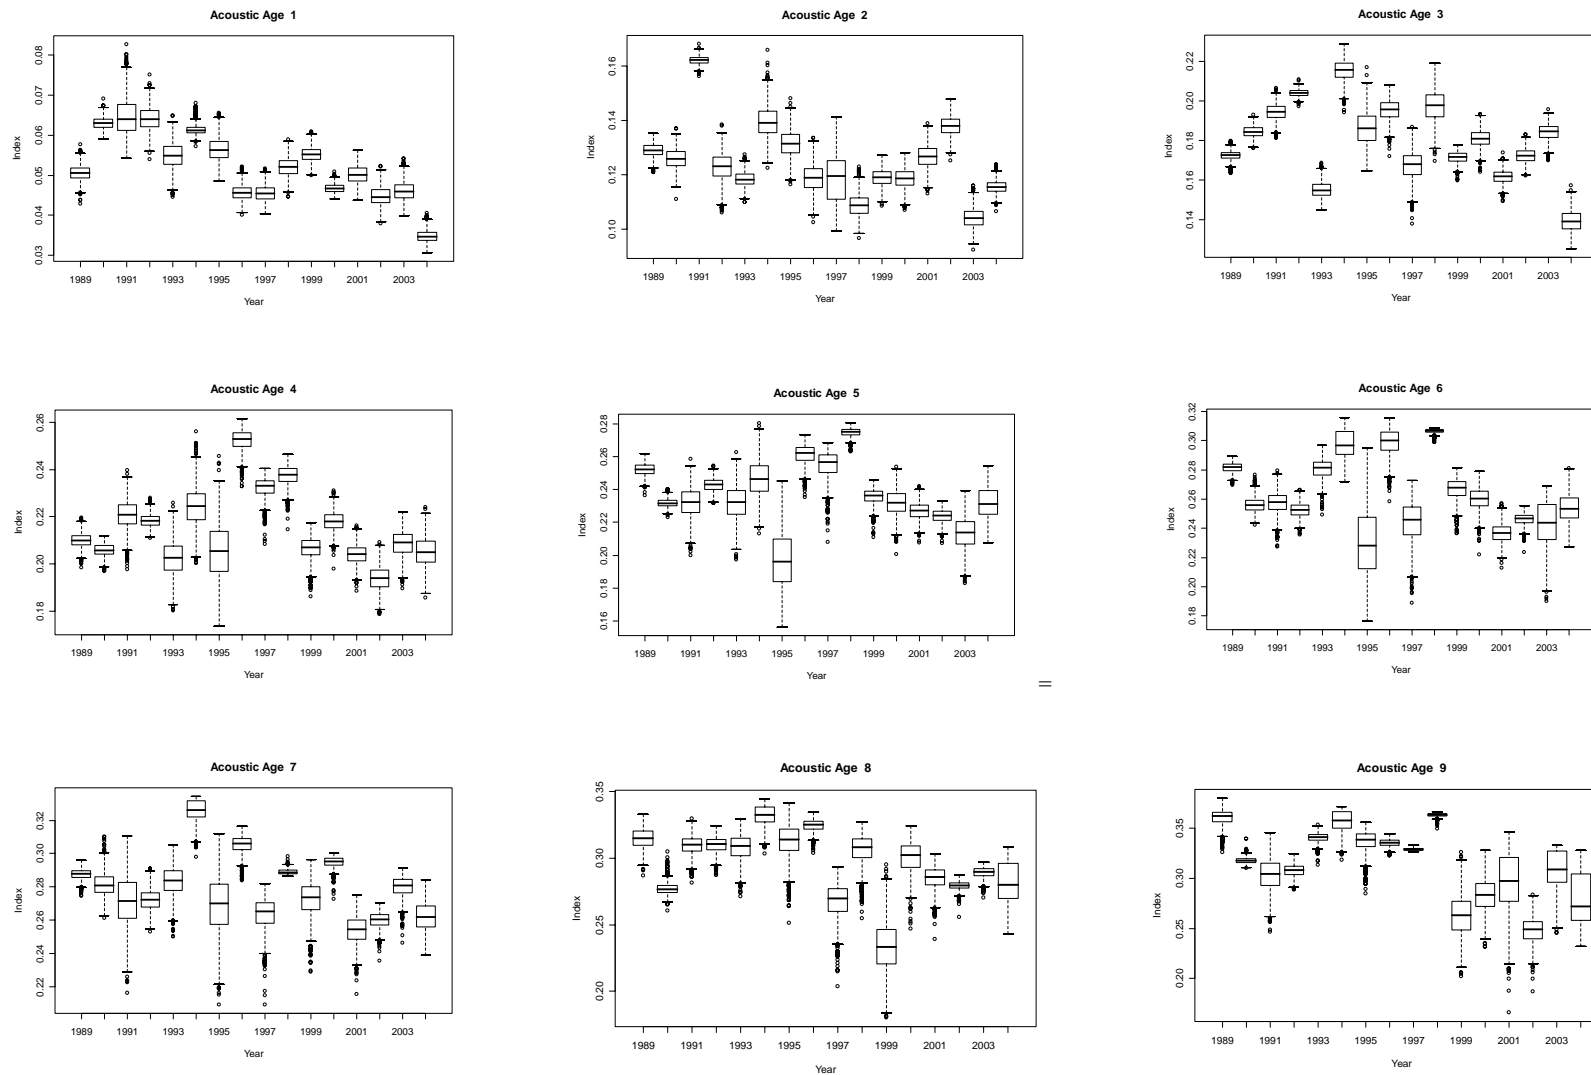 Acoustic Age 1
Index
0.03 0.04 0.05 0.06 0.07 0.08
1989 1991 1993 1995 1997 1999 2001 2003
Year
Acoustic Age 2
Index
0.10 0.12 0.14 0.16
1989 1991 1993 1995 1997 1999 2001 2003
Year
Acoustic Age 3
Index
0.14 0.16 0.18 0.20 0.22
1989 1991 1993 1995 1997 1999 2001 2003
Year
Acoustic Age 4
Index
0.18 0.20 0.22 0.24 0.26
1989 1991 1993 1995 1997 1999 2001 2003
Year
Acoustic Age 5
Index
0.16 0.18 0.20 0.22 0.24 0.26 0.28
1989 1991 1993 1995 1997 1999 2001 2003
Year
=
Acoustic Age 6
Index
0.18 0.20 0.22 0.24 0.26 0.28 0.30 0.32
1989 1991 1993 1995 1997 1999 2001 2003
Year
Acoustic Age 7
Index
0.22 0.24 0.26 0.28 0.30 0.32
1989 1991 1993 1995 1997 1999 2001 2003
Year
Acoustic Age 8
Index
0.20 0.25 0.30 0.35
1989 1991 1993 1995 1997 1999 2001 2003
Year
Acoustic Age 9
Index
0.20 0.25 0.30 0.35
1989 1991 1993 1995 1997 1999 2001 2003
Year